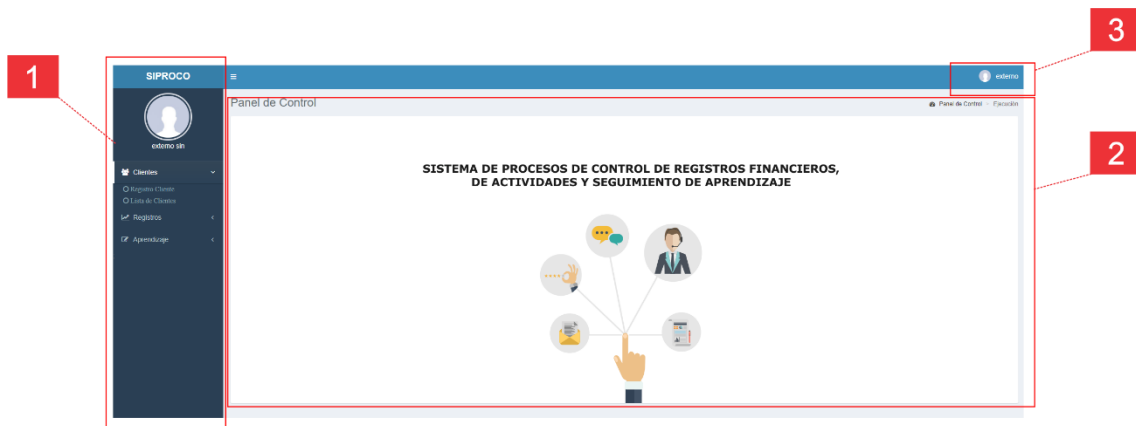 3
1
SIPROCO
externo
Panel de Control
Panel de Control > Ejecución
externo sin
2
Clientes
SISTEMA DE PROCESOS DE CONTROL DE REGISTROS FINANCIEROS,
DE ACTIVIDADES Y SEGUIMIENTO DE APRENDIZAJE
Registro Cliente
Lista de Clientes
Registros
Aprendizaje